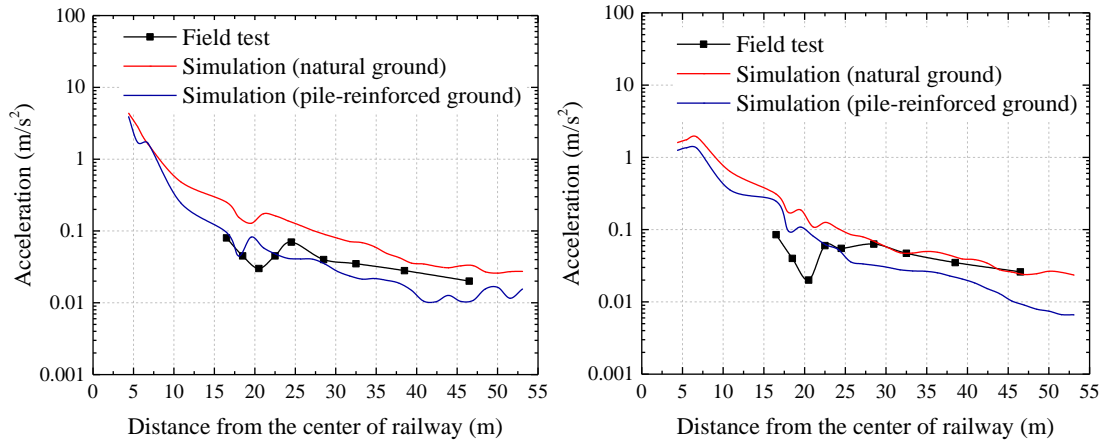 100
10
1
0.1
0.01
0.001
Acceleration (m/s²)
Field test
Simulation (natural ground)
Simulation (pile-reinforced ground)
0 5 10 15 20 25 30 35 40 45 50 55
Distance from the center of railway (m)
100
10
1
0.1
0.01
0.001
Acceleration (m/s²)
Field test
Simulation (natural ground)
Simulation (pile-reinforced ground)
0 5 10 15 20 25 30 35 40 45 50 55
Distance from the center of railway (m)